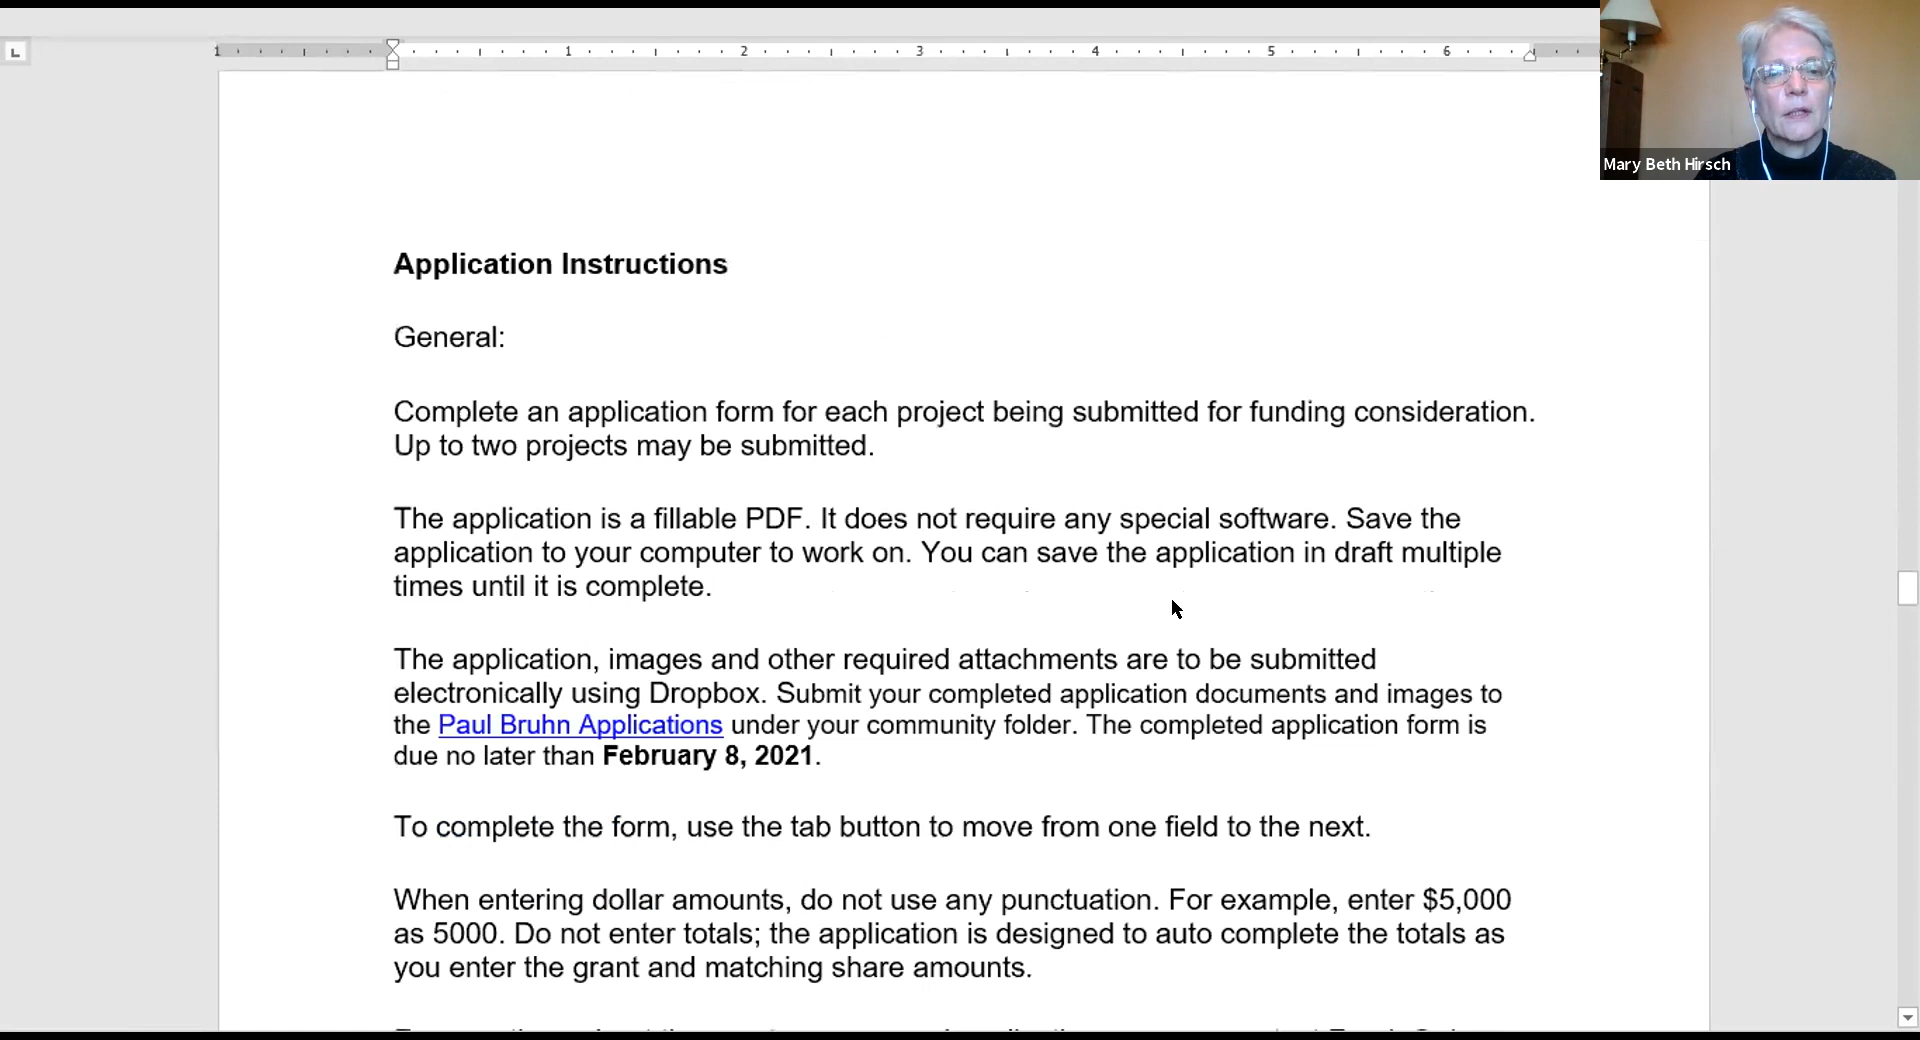 1 1 2 3 4 5 6
Mary Beth Hirsch
Application Instructions
General:
Complete an application form for each project being submitted for funding consideration.
Up to two projects may be submitted.
The application is a fillable PDF. It does not require any special software. Save the
application to your computer to work on. You can save the application in draft multiple
times until it is complete.
The application, images and other required attachments are to be submitted
electronically using Dropbox. Submit your completed application documents and images to
the Paul Bruhn Applications under your community folder. The completed application form is
due no later than February 8, 2021.
To complete the form, use the tab button to move from one field to the next.
When entering dollar amounts, do not use any punctuation. For example, enter $5,000
as 5000. Do not enter totals; the application is designed to auto complete the totals as
you enter the grant and matching share amounts.